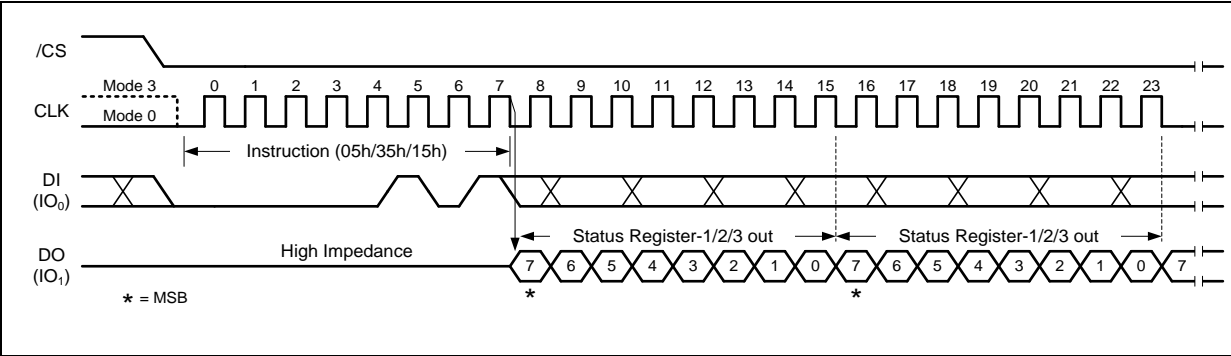 /CS
Mode 3 0 1 2 3 4 5 6 7 8 9 10 11 12 13 14 15 16 17 18 19 20 21 22 23
CLK
Mode 0
Instruction (05h/35h/15h)
DI
(IO0)
High Impedance Status Register-1/2/3 out Status Register-1/2/3 out
DO
(IO1)
7 6 5 4 3 2 1 0 7 6 5 4 3 2 1 0 7
* *
* = MSB